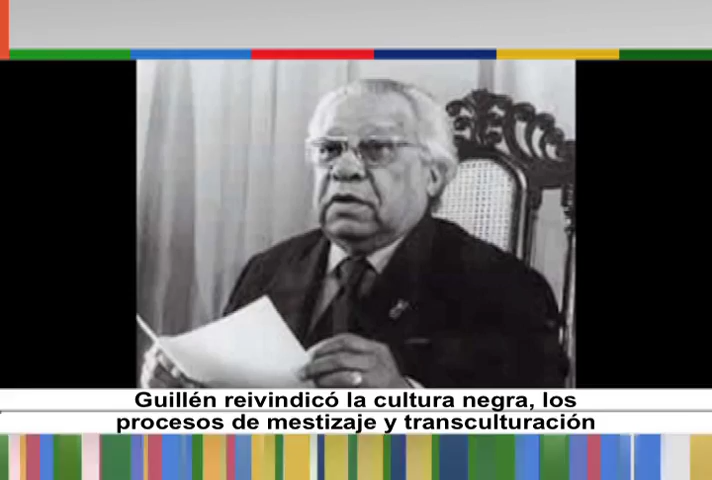 Guillén reivindicó la cultura negra, los
procesos de mestizaje y transculturación